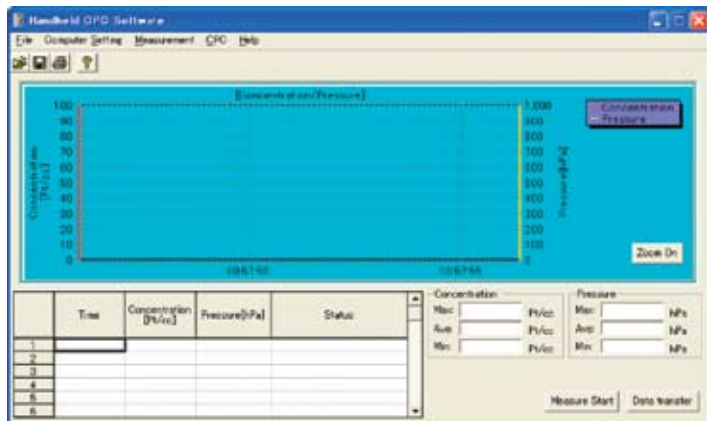 Handheld CPC Software
File Computer Setting Measurement CPC Help
[Concentration/Pressure]
Concentration
Pressure
Concentration
[Pt/cc]
100
90
80
70
60
50
40
30
20
10
0
1,000
900
800
700
600
500
400
300
200
100
0
Pressure[hPa]
Zoom On
Time
Concentration
[Pt/cc]
Pressure[hPa]
Status
1
2
3
4
5
6
Concentration
Max: Pt/cc
Ave: Pt/cc
Min: Pt/cc
Pressure
Max: hPa
Ave: hPa
Min: hPa
Measure Start
Data transfer